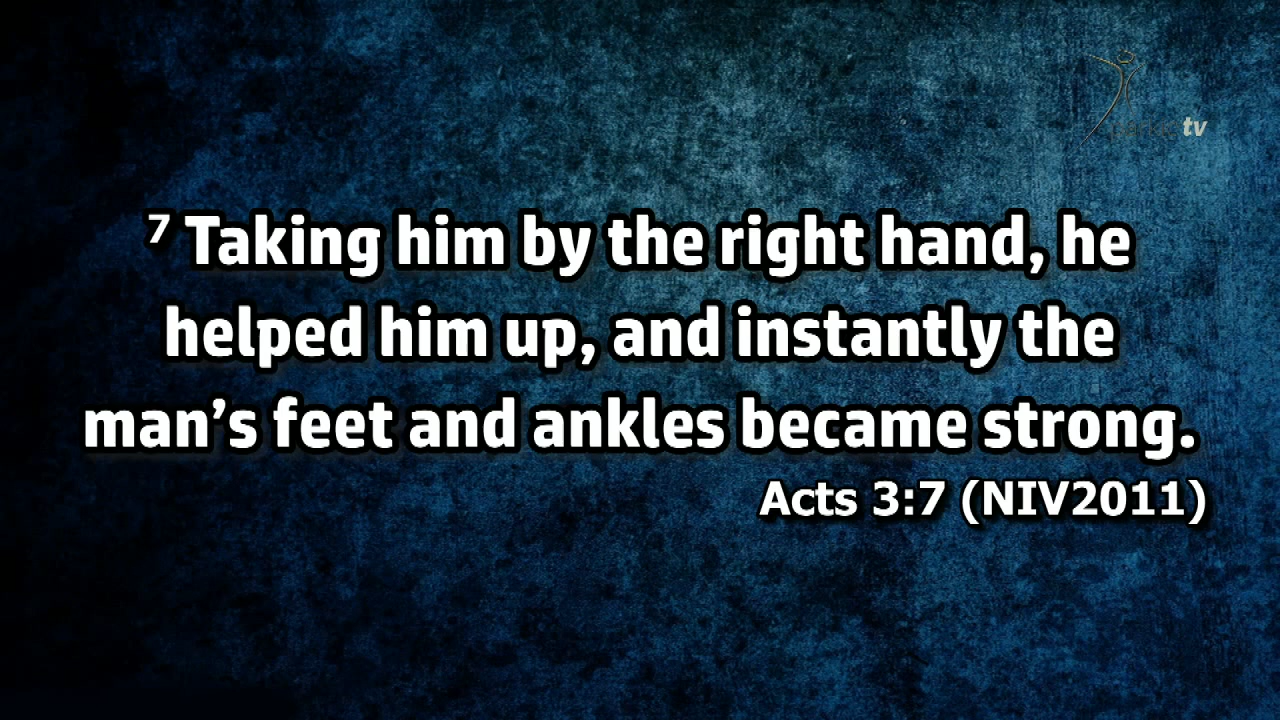 tv
⁷ Taking him by the right hand, he
helped him up, and instantly the
man’s feet and ankles became strong.
Acts 3:7 (NIV2011)